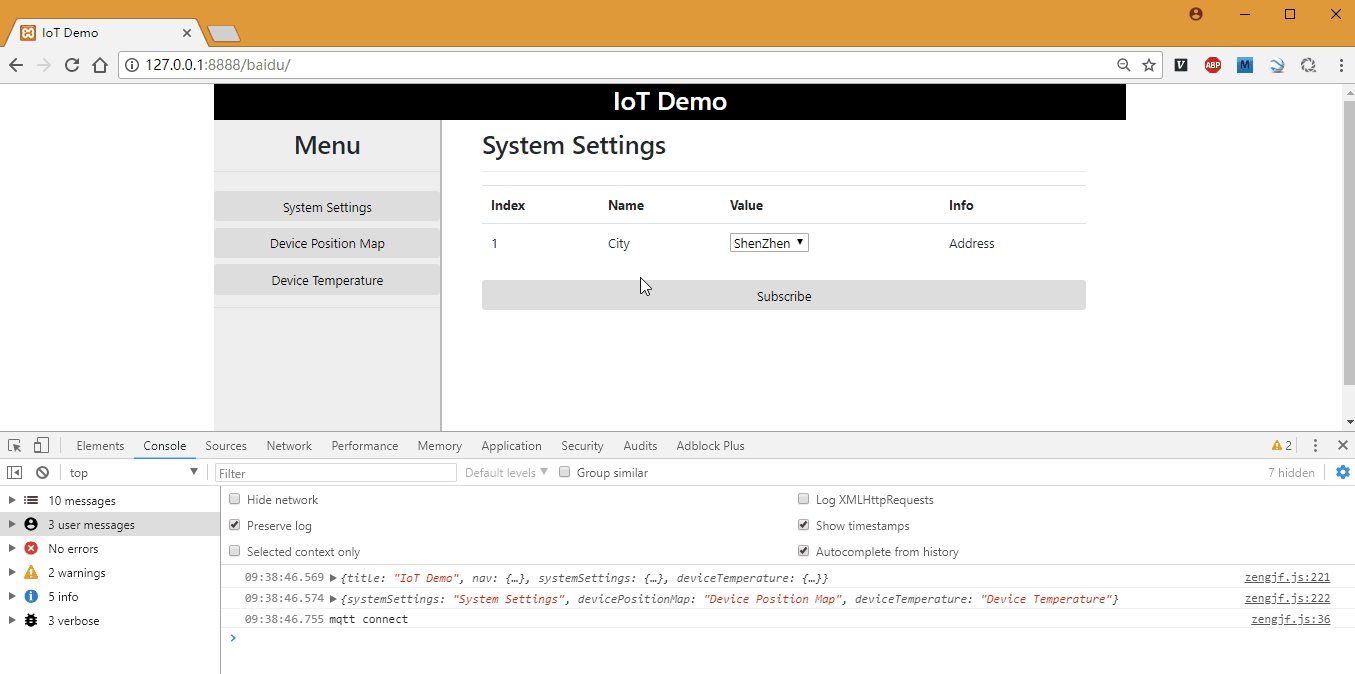 IoT Demo
127.0.0.1:8888/baidu/
ABP
M
IoT Demo
Menu
System Settings
Device Position Map
Device Temperature
System Settings
Index Name Value Info
1 City ShenZhen Address
Subscribe
Elements Console Sources Network Performance Memory Application Security Audits Adblock Plus 2
top Filter Default levels Group similar 7 hidden
10 messages
3 user messages
No errors
2 warnings
5 info
3 verbose
Hide network Log XMLHttpRequests
Preserve log Show timestamps
Selected context only Autocomplete from history
09:38:46.569 {title: "IoT Demo", nav: {…}, systemSettings: {…}, deviceTemperature: {…}} zengjf.js:221
09:38:46.574 {systemSettings: "System Settings", devicePositionMap: "Device Position Map", deviceTemperature: "Device Temperature"} zengjf.js:222
09:38:46.755 mqtt connect zengjf.js:36